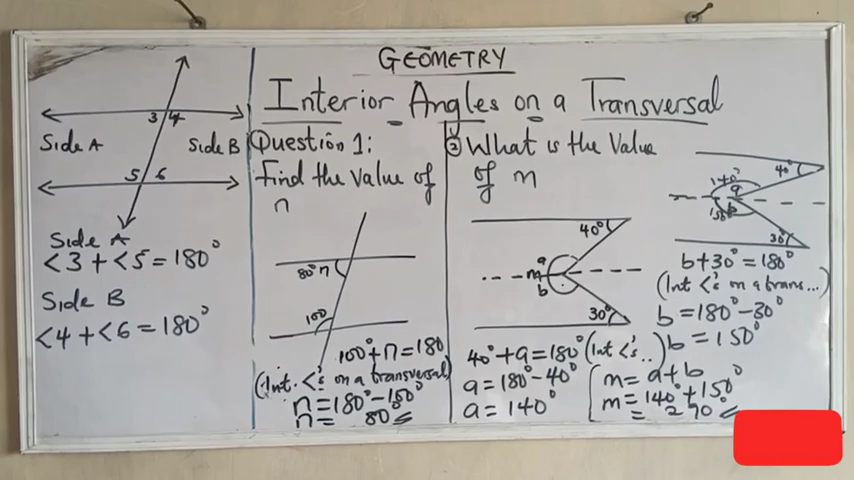 GEOMETRY
Interior Angles on a Transversal
3 4
Side A
Side B
5 6
Side A
<3 + <5 = 180°
Side B
<4 + <6 = 180°
Question 1:
Find the value of
n
80° n
100
100° + n = 180
(Int. <'s on a transversal)
n = 180° - 100°
n = 80°
② What is the Value
of m
40°
a
m
b
30°
40° + a = 180° (Int <'s..)
a = 180° - 40°
a = 140°
140°
a
40°
150°
b
30°
b + 30° = 180°
(Int <'s on a trans...)
b = 180° - 30°
b = 150°
m = a + b
m = 140° + 150°
= 290